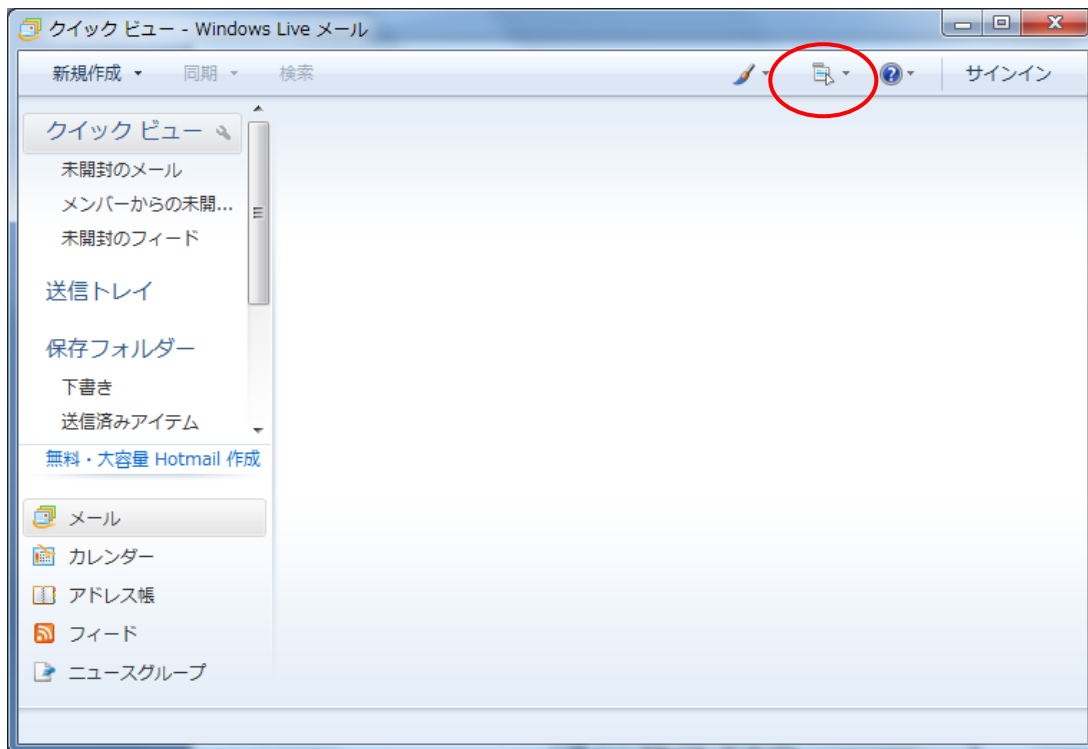 クイック ビュー - Windows Live メール
新規作成 同期 検索 サインイン
クイック ビュー
未開封のメール
メンバーからの未開...
未開封のフィード
送信トレイ
保存フォルダー
下書き
送信済みアイテム
無料・大容量 Hotmail 作成
メール
カレンダー
アドレス帳
フィード
ニュースグループ